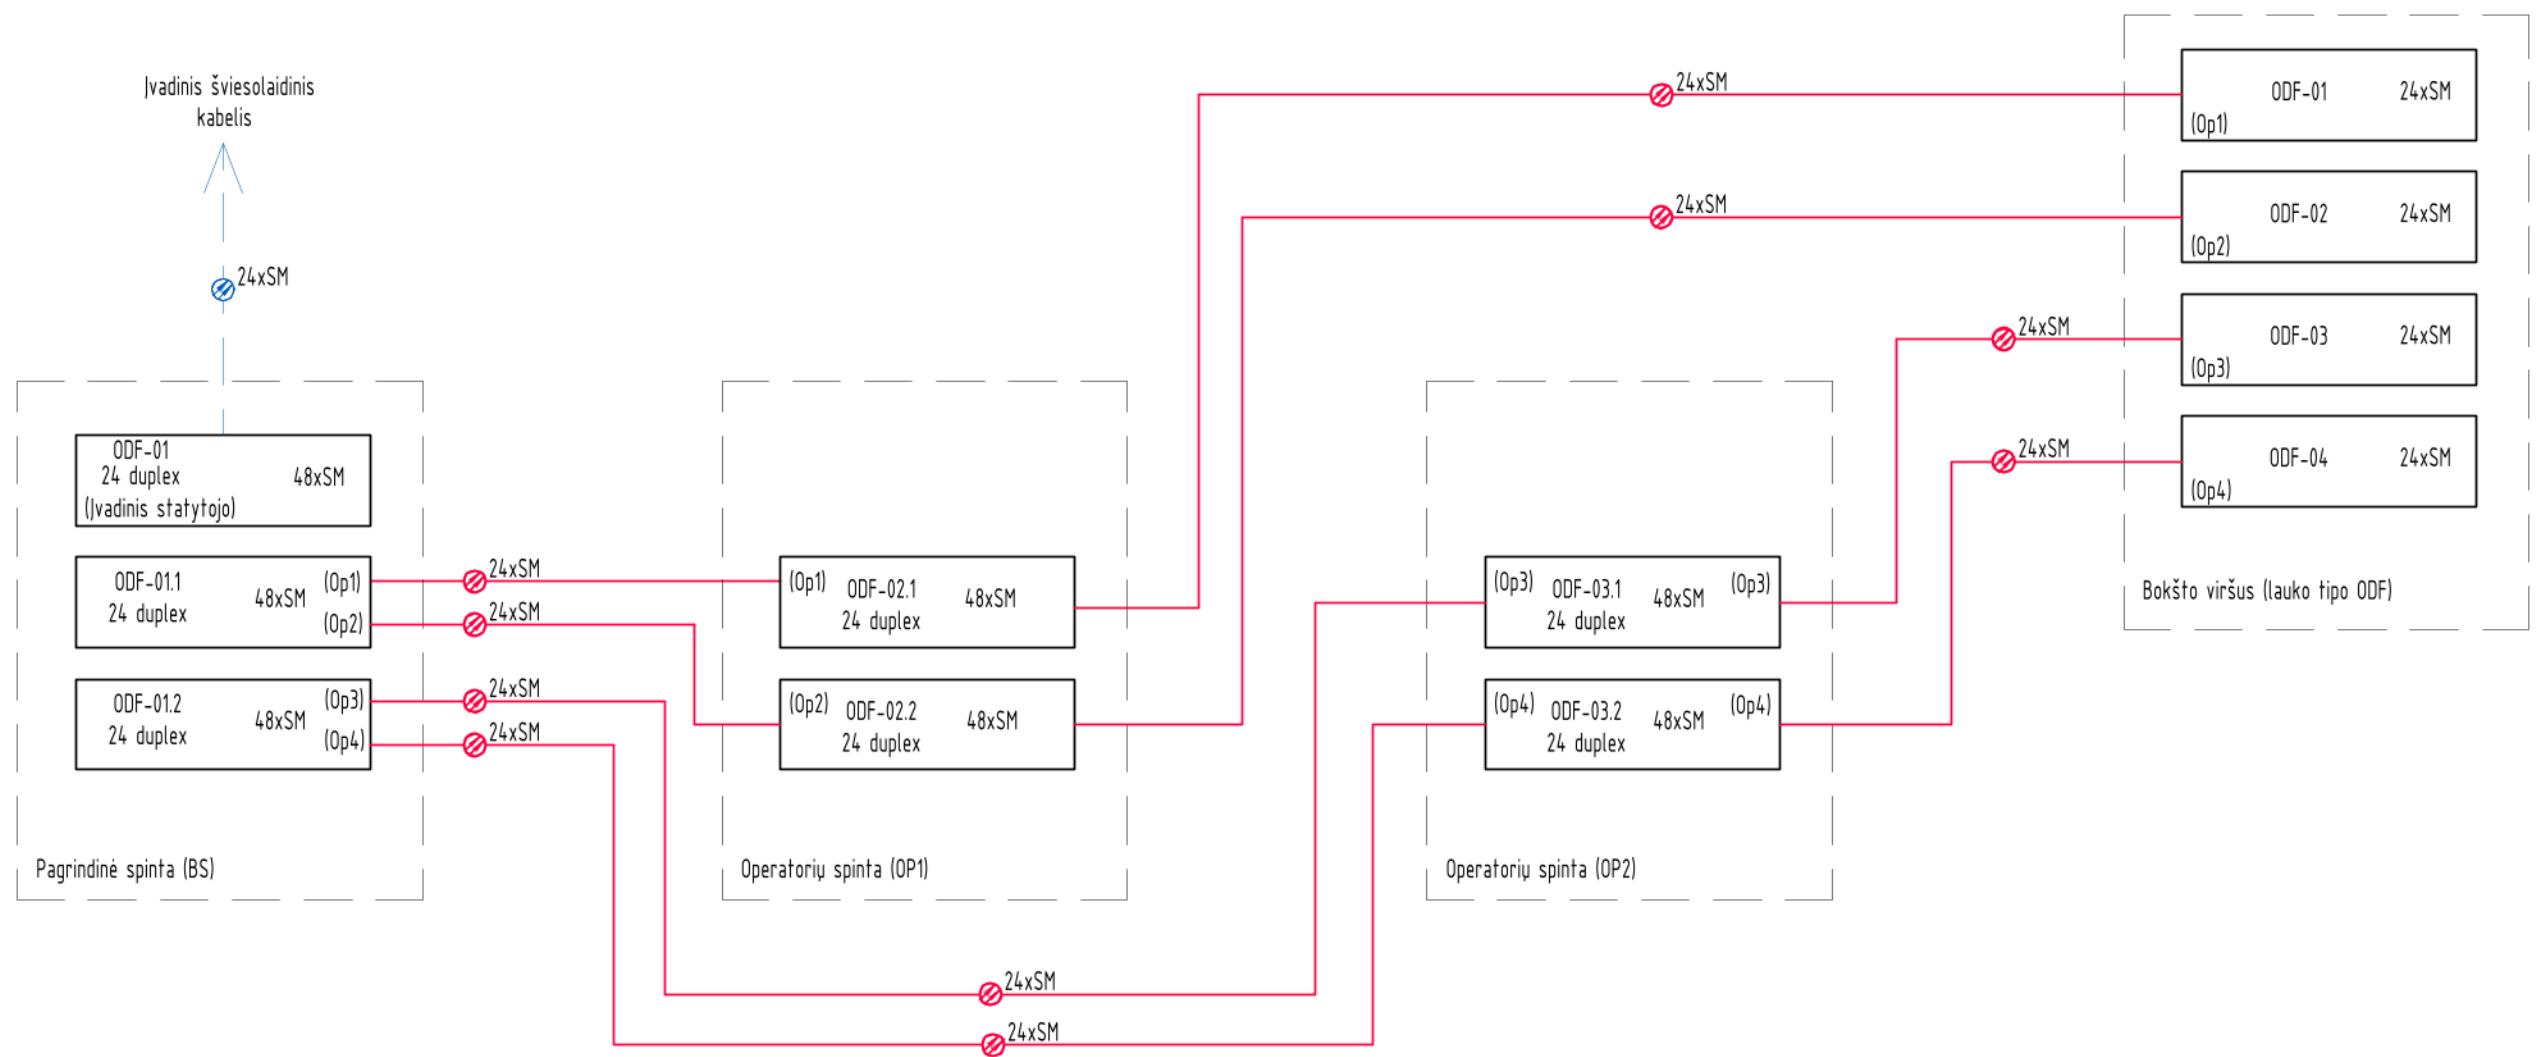 Įvadinis šviesolaidinis
kabelis
24xSM
ODF-01
24 duplex
48xSM
(Įvadinis statytojo)
ODF-01.1
24 duplex
48xSM
(Op1)
(Op2)
ODF-01.2
24 duplex
48xSM
(Op3)
(Op4)
Pagrindinė spinta (BS)
24xSM
24xSM
24xSM
24xSM
(Op1)
ODF-02.1
24 duplex
48xSM
(Op2)
ODF-02.2
24 duplex
48xSM
Operatorių spinta (OP1)
24xSM
24xSM
24xSM
24xSM
(Op3)
ODF-03.1
24 duplex
48xSM
(Op3)
(Op4)
ODF-03.2
24 duplex
48xSM
(Op4)
Operatorių spinta (OP2)
24xSM
24xSM
ODF-01
24xSM
(Op1)
ODF-02
24xSM
(Op2)
ODF-03
24xSM
(Op3)
ODF-04
24xSM
(Op4)
Bokšto viršus (lauko tipo ODF)